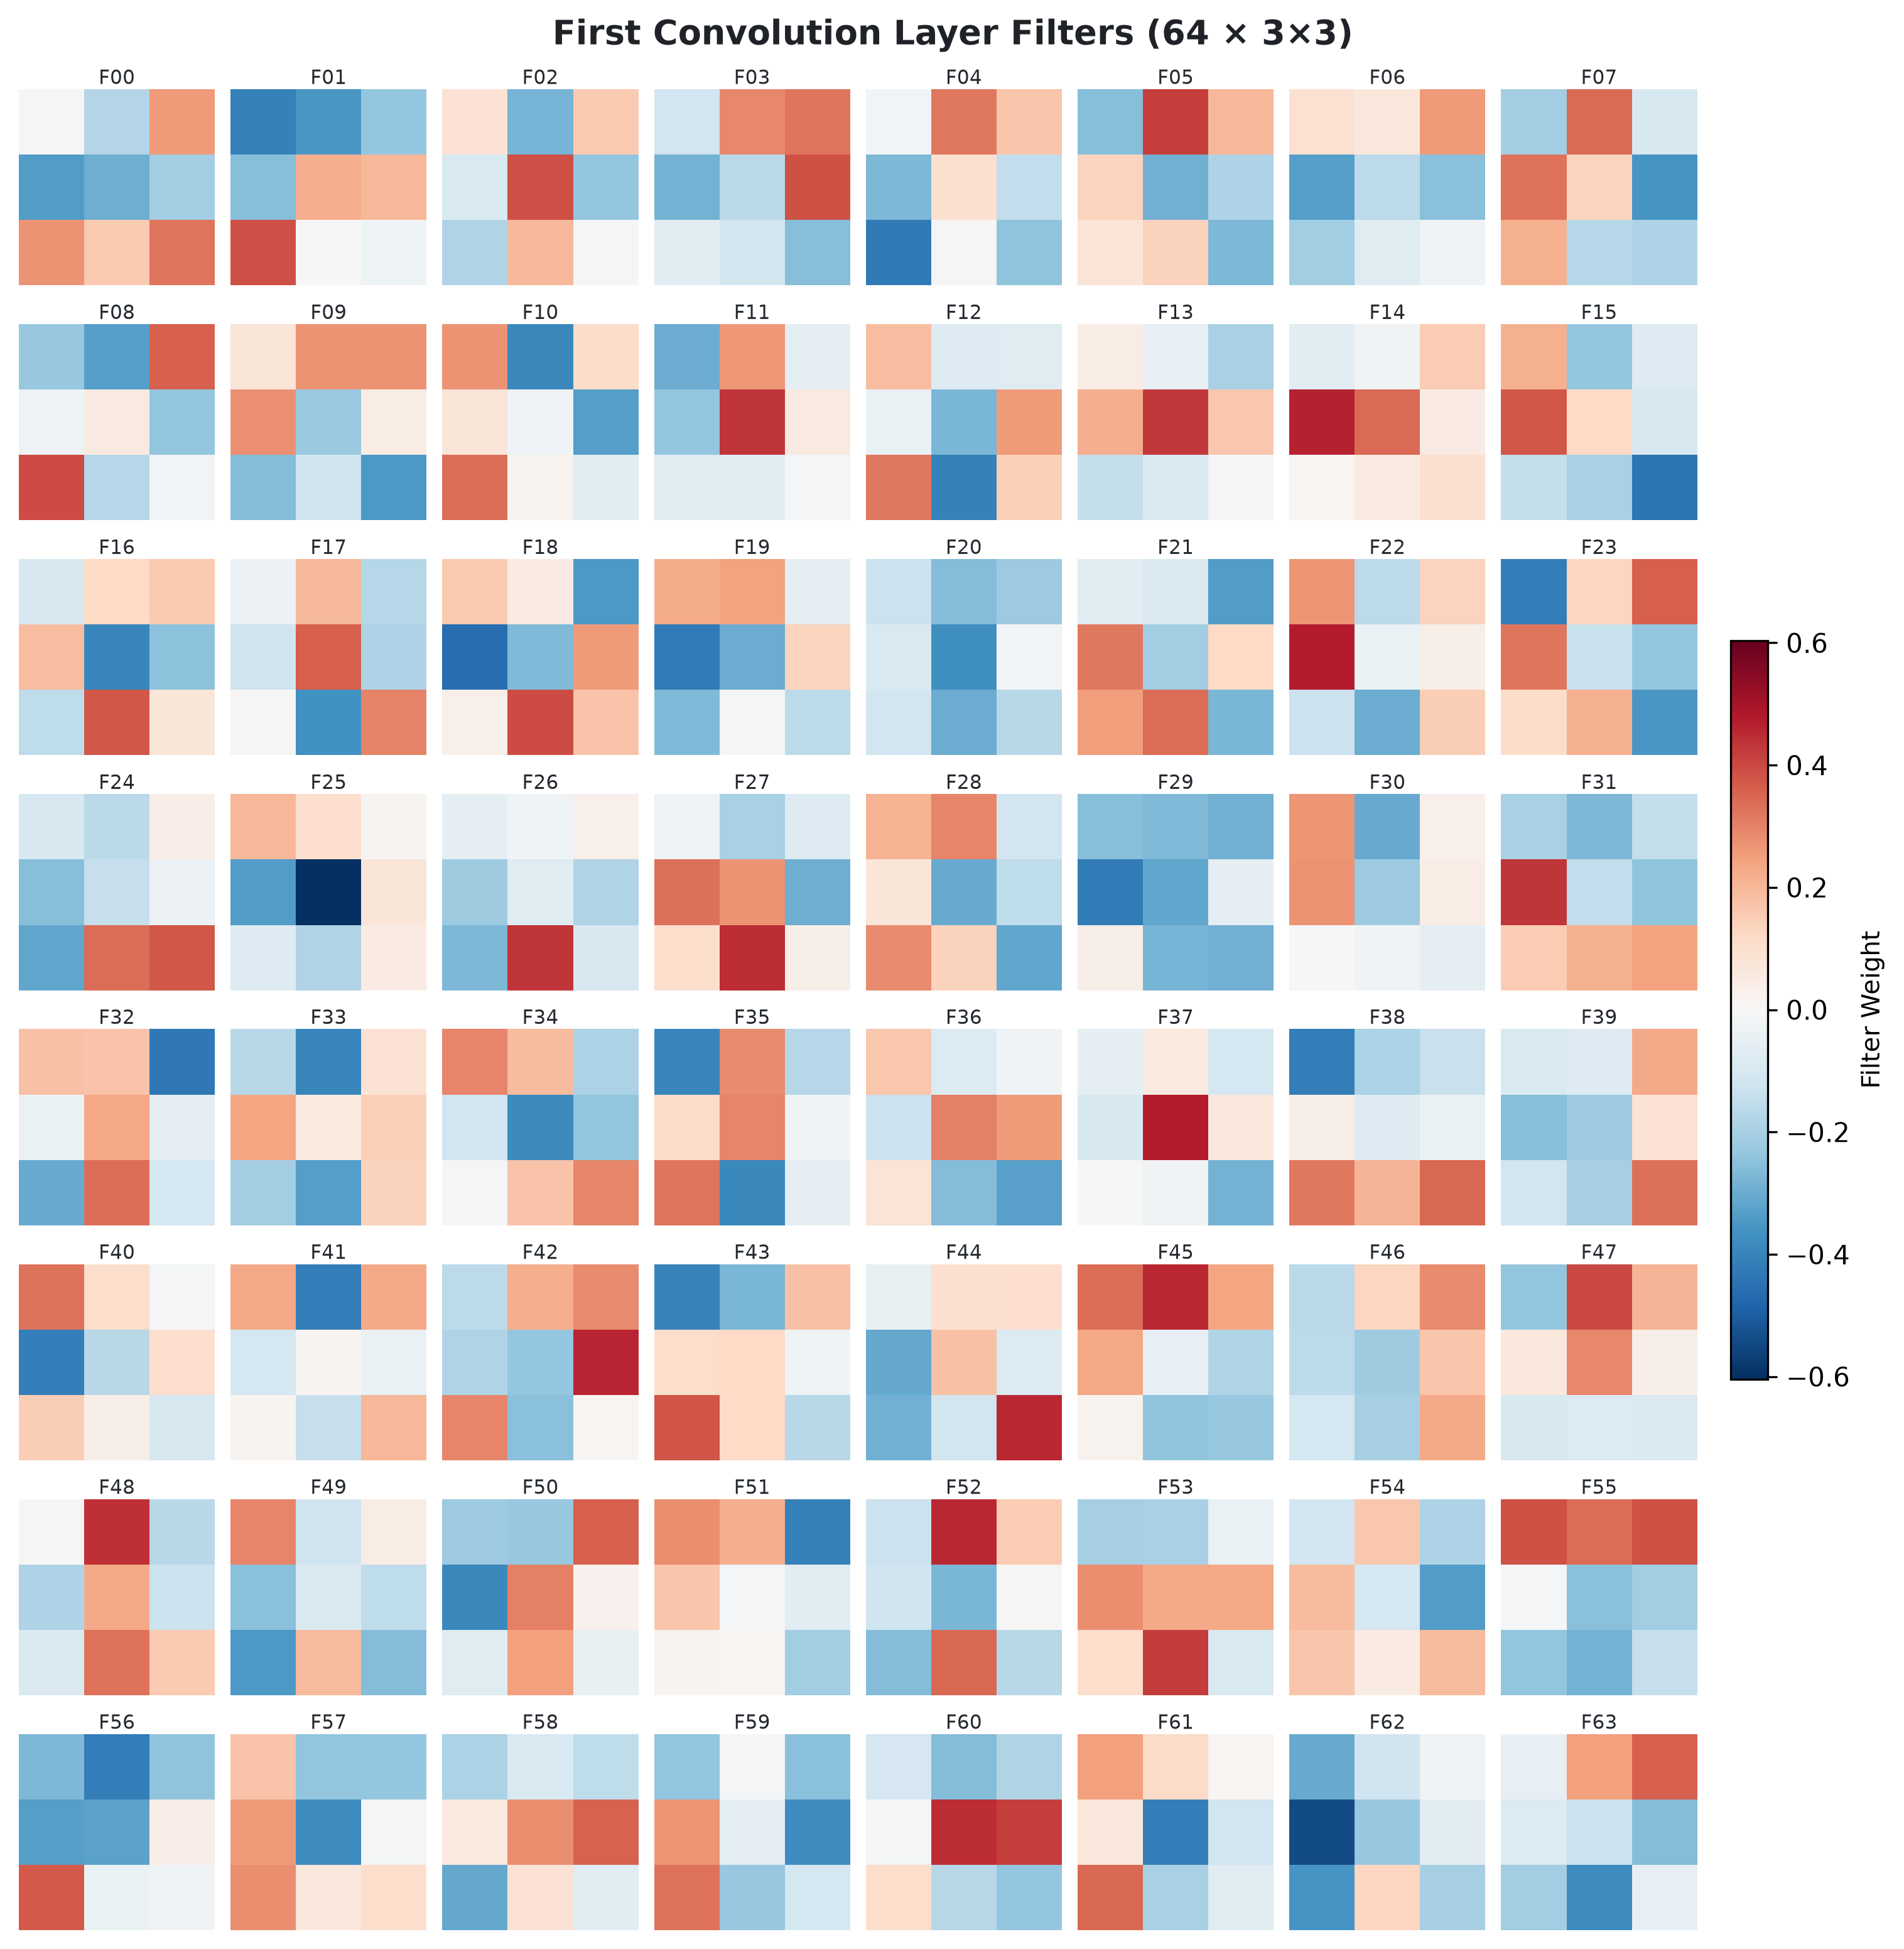 First Convolution Layer Filters (64 × 3×3)
F00 F01 F02 F03 F04 F05 F06 F07
F08 F09 F10 F11 F12 F13 F14 F15
F16 F17 F18 F19 F20 F21 F22 F23
F24 F25 F26 F27 F28 F29 F30 F31
F32 F33 F34 F35 F36 F37 F38 F39
F40 F41 F42 F43 F44 F45 F46 F47
F48 F49 F50 F51 F52 F53 F54 F55
F56 F57 F58 F59 F60 F61 F62 F63
0.6
0.4
0.2
0.0
−0.2
−0.4
−0.6
Filter Weight